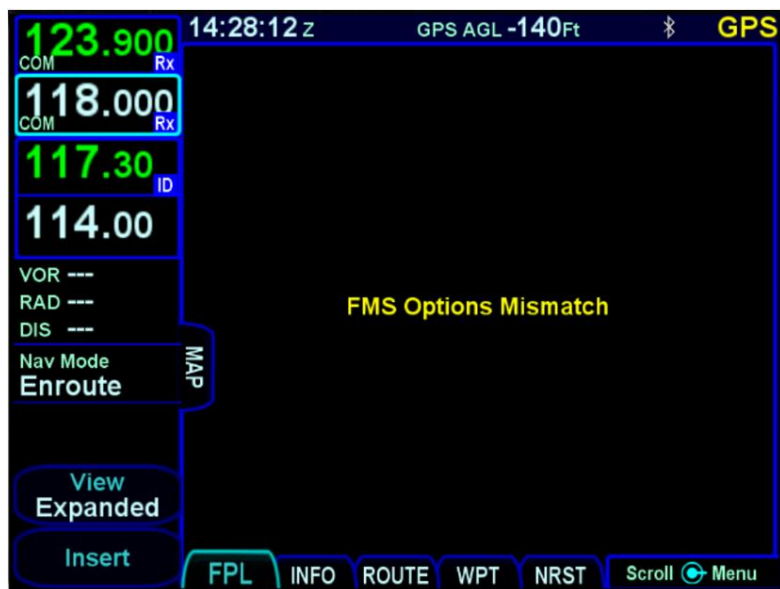 123.900
COM Rx
118.000
COM Rx
117.30
ID
114.00
VOR ---
RAD ---
DIS ---
Nav Mode
Enroute
View
Expanded
Insert
14:28:12 Z GPS AGL -140Ft GPS
MAP
FMS Options Mismatch
FPL INFO ROUTE WPT NRST Scroll Menu